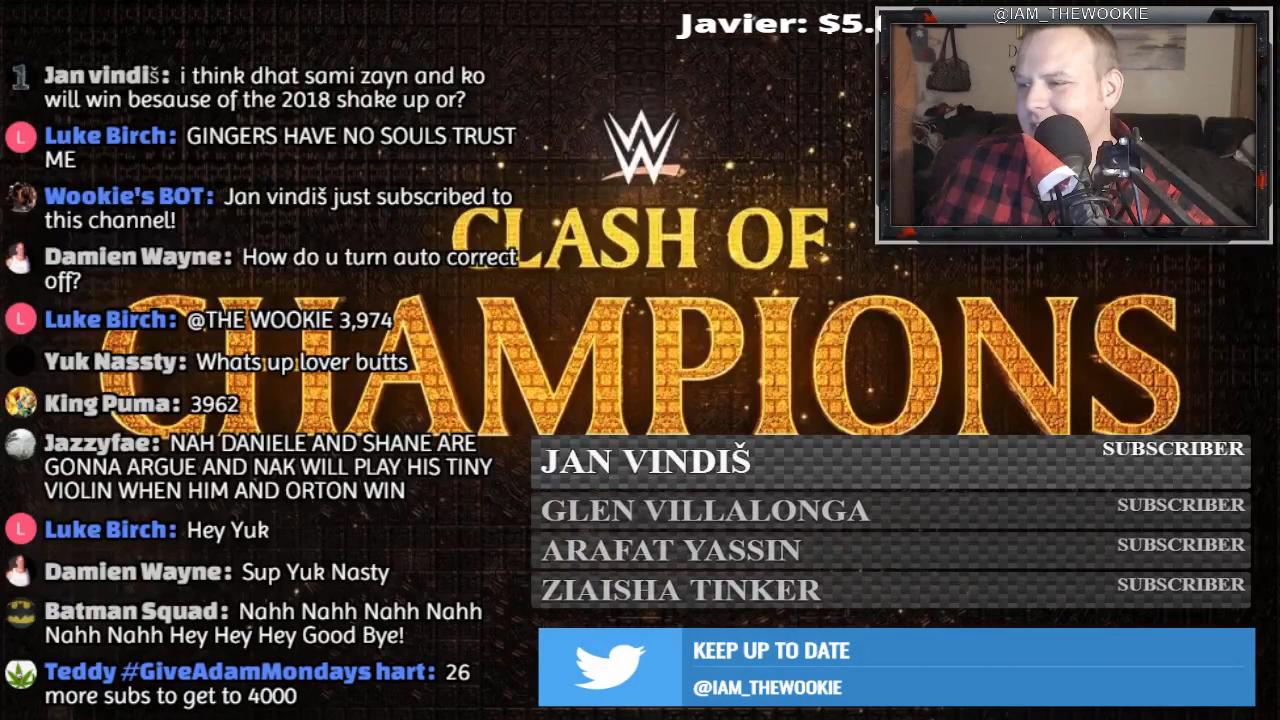 Javier: $5.
@IAM_THEWOOKIE
1 Jan vindiš: i think dhat sami zayn and ko
will win besause of the 2018 shake up or?
L Luke Birch: GINGERS HAVE NO SOULS TRUST
ME
Wookie's BOT: Jan vindiš just subscribed to
this channel!
Damien Wayne: How do u turn auto correct
off?
L Luke Birch: @THE WOOKIE 3,974
Yuk Nassty: Whats up lover butts
King Puma: 3962
Jazzyfae: NAH DANIELE AND SHANE ARE
GONNA ARGUE AND NAK WILL PLAY HIS TINY
VIOLIN WHEN HIM AND ORTON WIN
L Luke Birch: Hey Yuk
Damien Wayne: Sup Yuk Nasty
Batman Squad: Nahh Nahh Nahh Nahh
Nahh Nahh Hey Hey Hey Good Bye!
Teddy #GiveAdamMondays hart: 26
more subs to get to 4000
W
CLASH OF
CHAMPIONS
JAN VINDIŠ SUBSCRIBER
GLEN VILLALONGA SUBSCRIBER
ARAFAT YASSIN SUBSCRIBER
ZIAISHA TINKER SUBSCRIBER
KEEP UP TO DATE
@IAM_THEWOOKIE